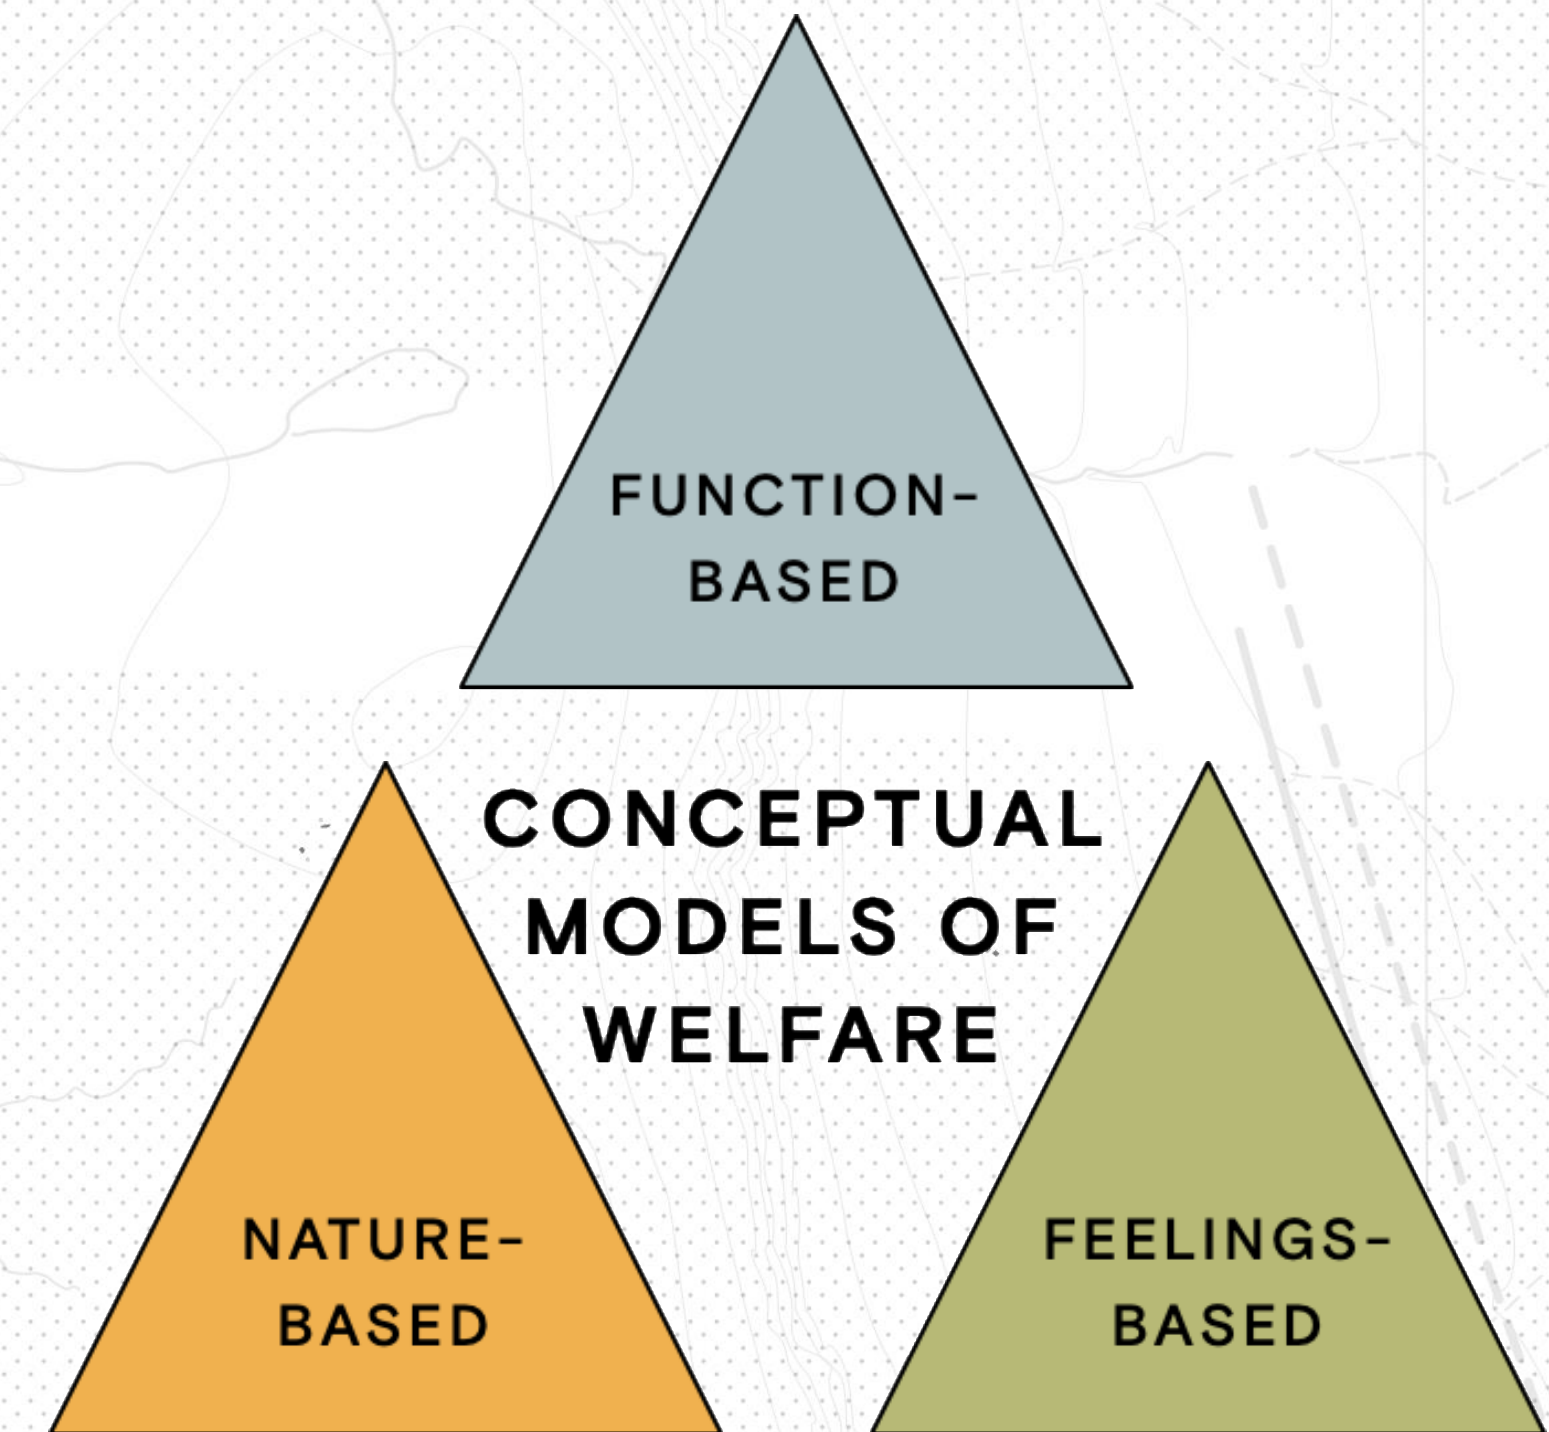 FUNCTION-
BASED
CONCEPTUAL
MODELS OF
WELFARE
NATURE-
BASED
FEELINGS-
BASED